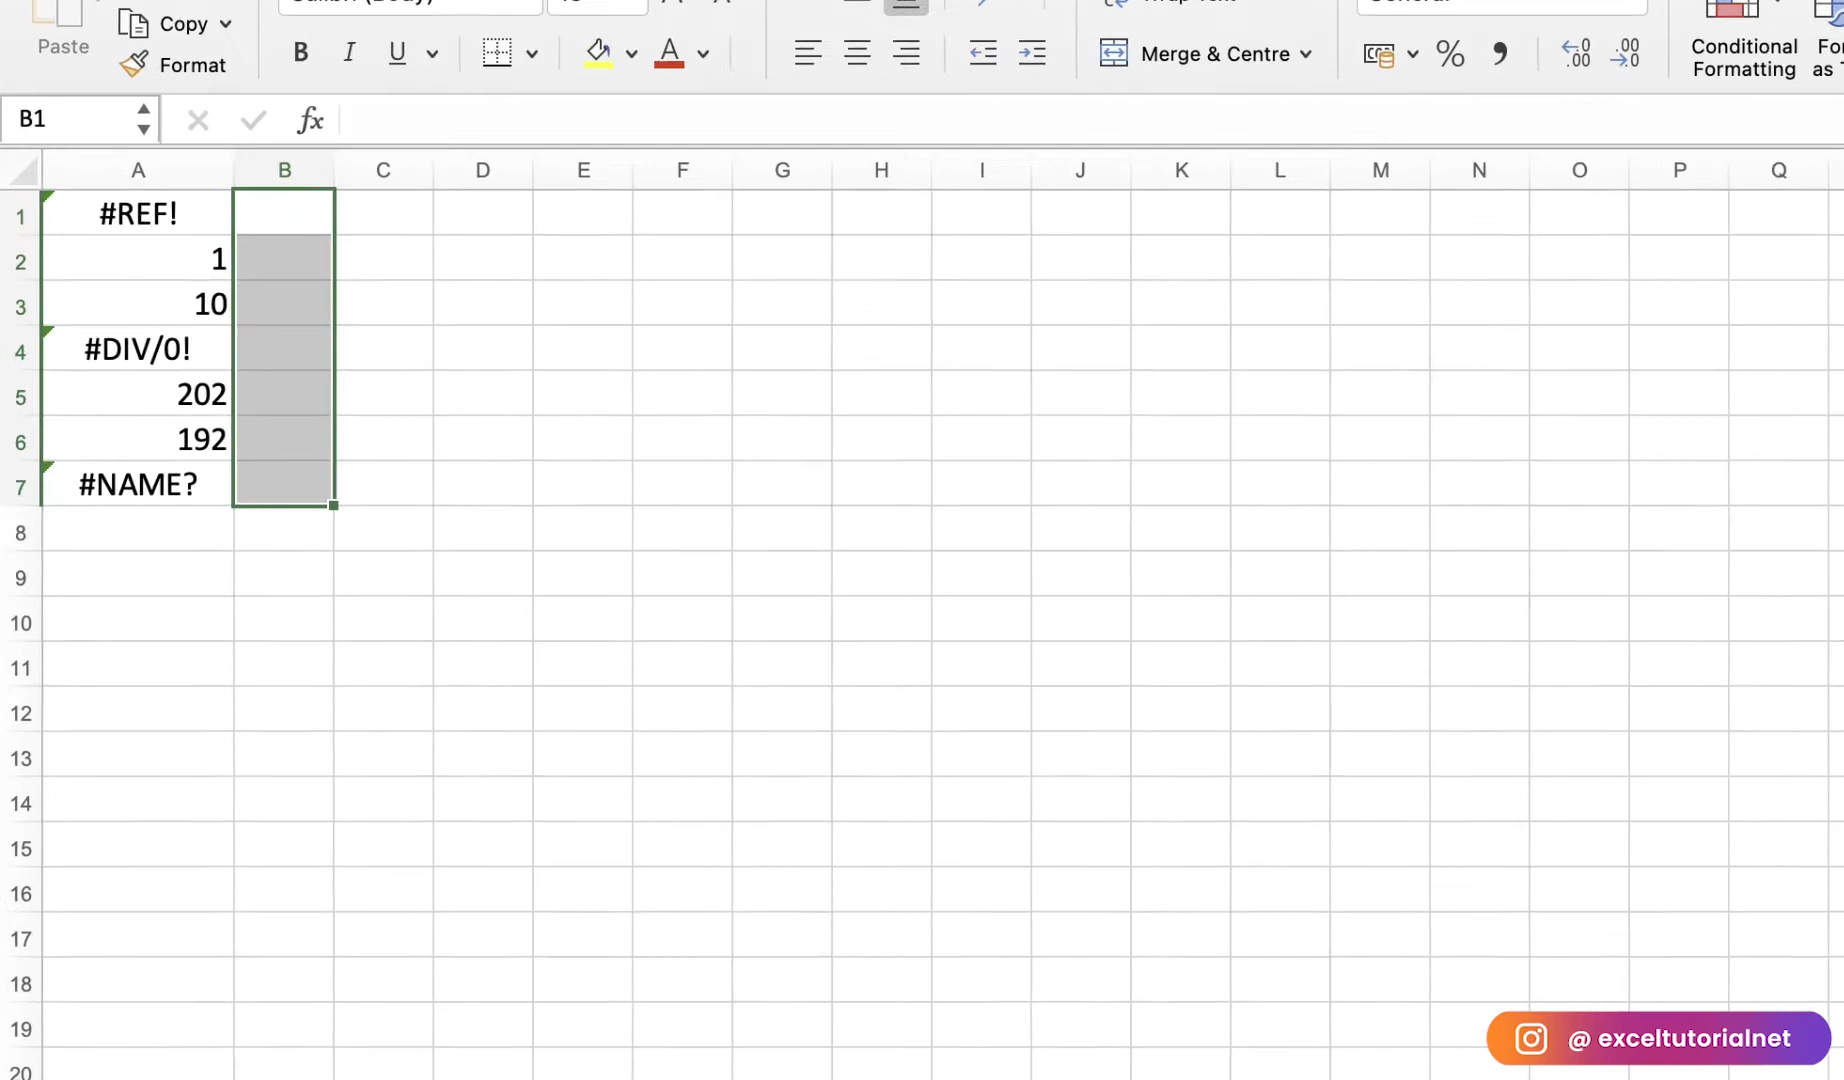 Paste
Copy
Format
B I U
A
Merge & Centre
%
Conditional
Formatting
as
B1
fx
A B C D E F G H I J K L M N O P Q
1 #REF!
2 1
3 10
4 #DIV/0!
5 202
6 192
7 #NAME?
8
9
10
11
12
13
14
15
16
17
18
19
20
@ exceltutorialnet